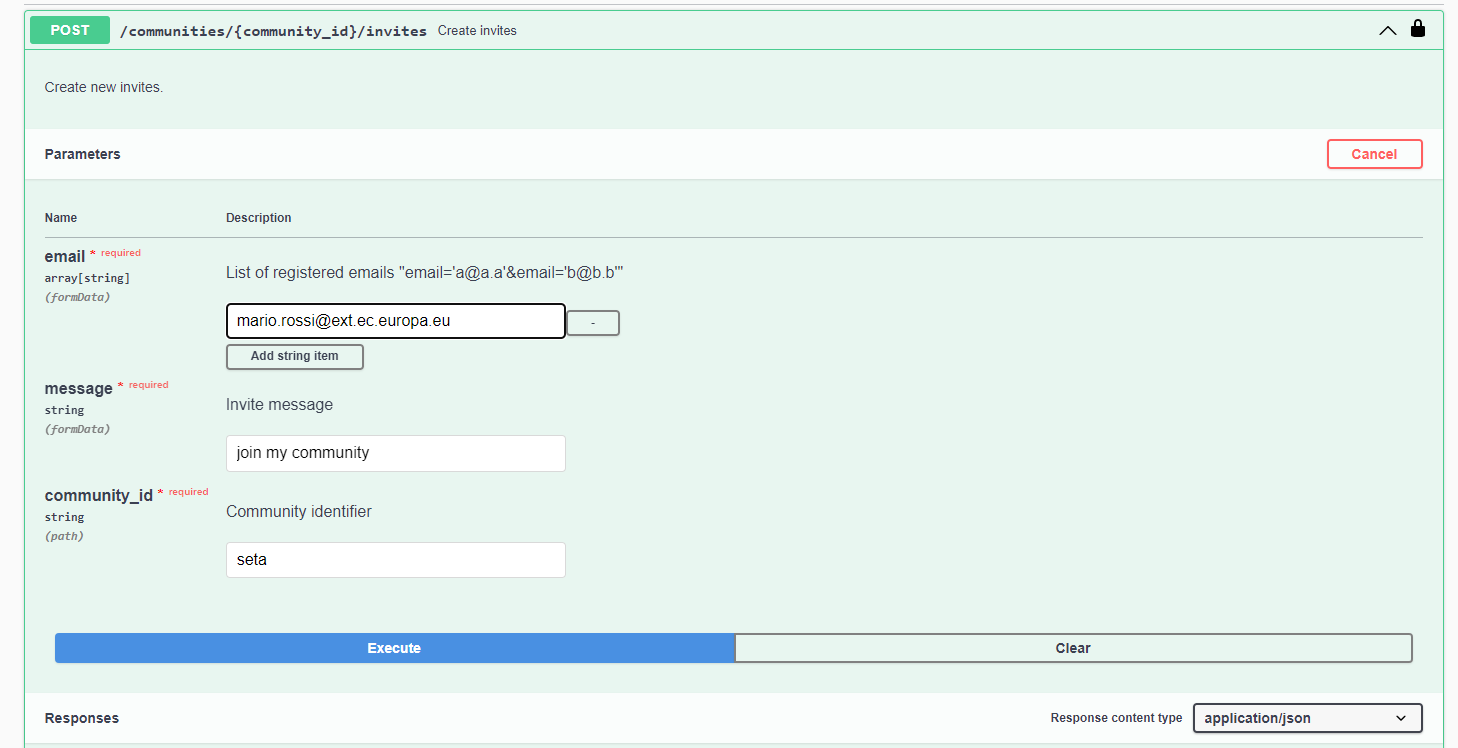 POST /communities/{community_id}/invites Create invites
Create new invites.
Parameters Cancel
Name Description
email * required
array[string]
(formData)
List of registered emails "email='a@a.a'&email='b@b.b'"
mario.rossi@ext.ec.europa.eu -
Add string item
message * required
string
(formData)
Invite message
join my community
community_id * required
string
(path)
Community identifier
seta
Execute Clear
Responses Response content type application/json